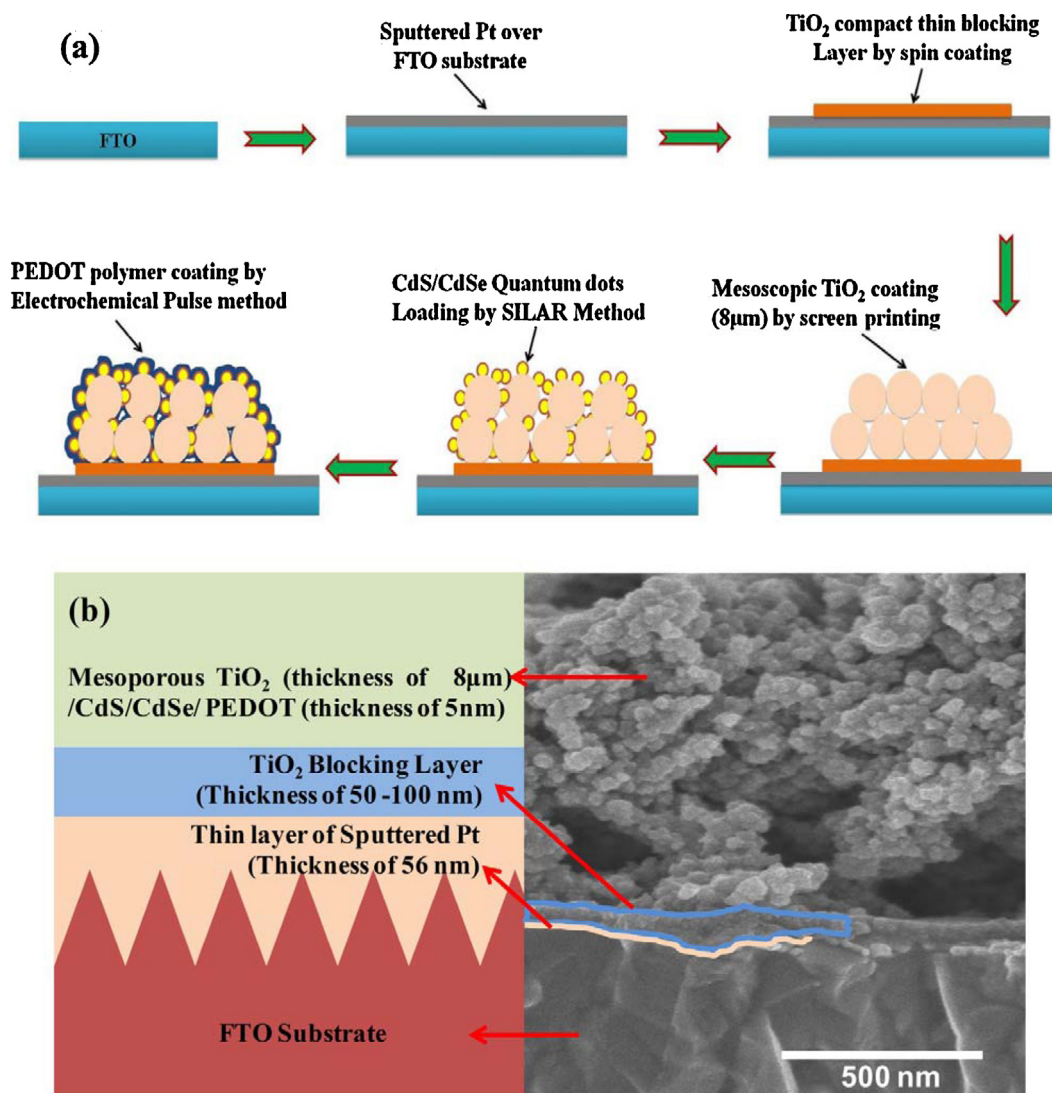 (a)
Sputtered Pt over
FTO substrate
TiO₂ compact thin blocking
Layer by spin coating
FTO
PEDOT polymer coating by
Electrochemical Pulse method
CdS/CdSe Quantum dots
Loading by SILAR Method
Mesoscopic TiO₂ coating
(8μm) by screen printing
(b)
Mesoporous TiO₂ (thickness of 8μm)
/CdS/CdSe/ PEDOT (thickness of 5nm)
TiO₂ Blocking Layer
(Thickness of 50 -100 nm)
Thin layer of Sputtered Pt
(Thickness of 56 nm)
FTO Substrate
500 nm